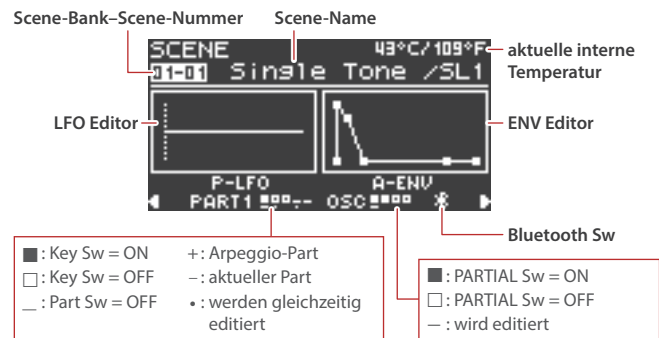 Scene-Bank–Scene-Nummer
Scene-Name
SCENE
43°C/109°F
aktuelle interne
Temperatur
01-01 Single Tone /SL1
LFO Editor
ENV Editor
P-LFO
A-ENV
PART1
OSC
Bluetooth Sw
■ : Key Sw = ON
□ : Key Sw = OFF
_ : Part Sw = OFF
+ : Arpeggio-Part
– : aktueller Part
• : werden gleichzeitig
editiert
■ : PARTIAL Sw = ON
□ : PARTIAL Sw = OFF
— : wird editiert